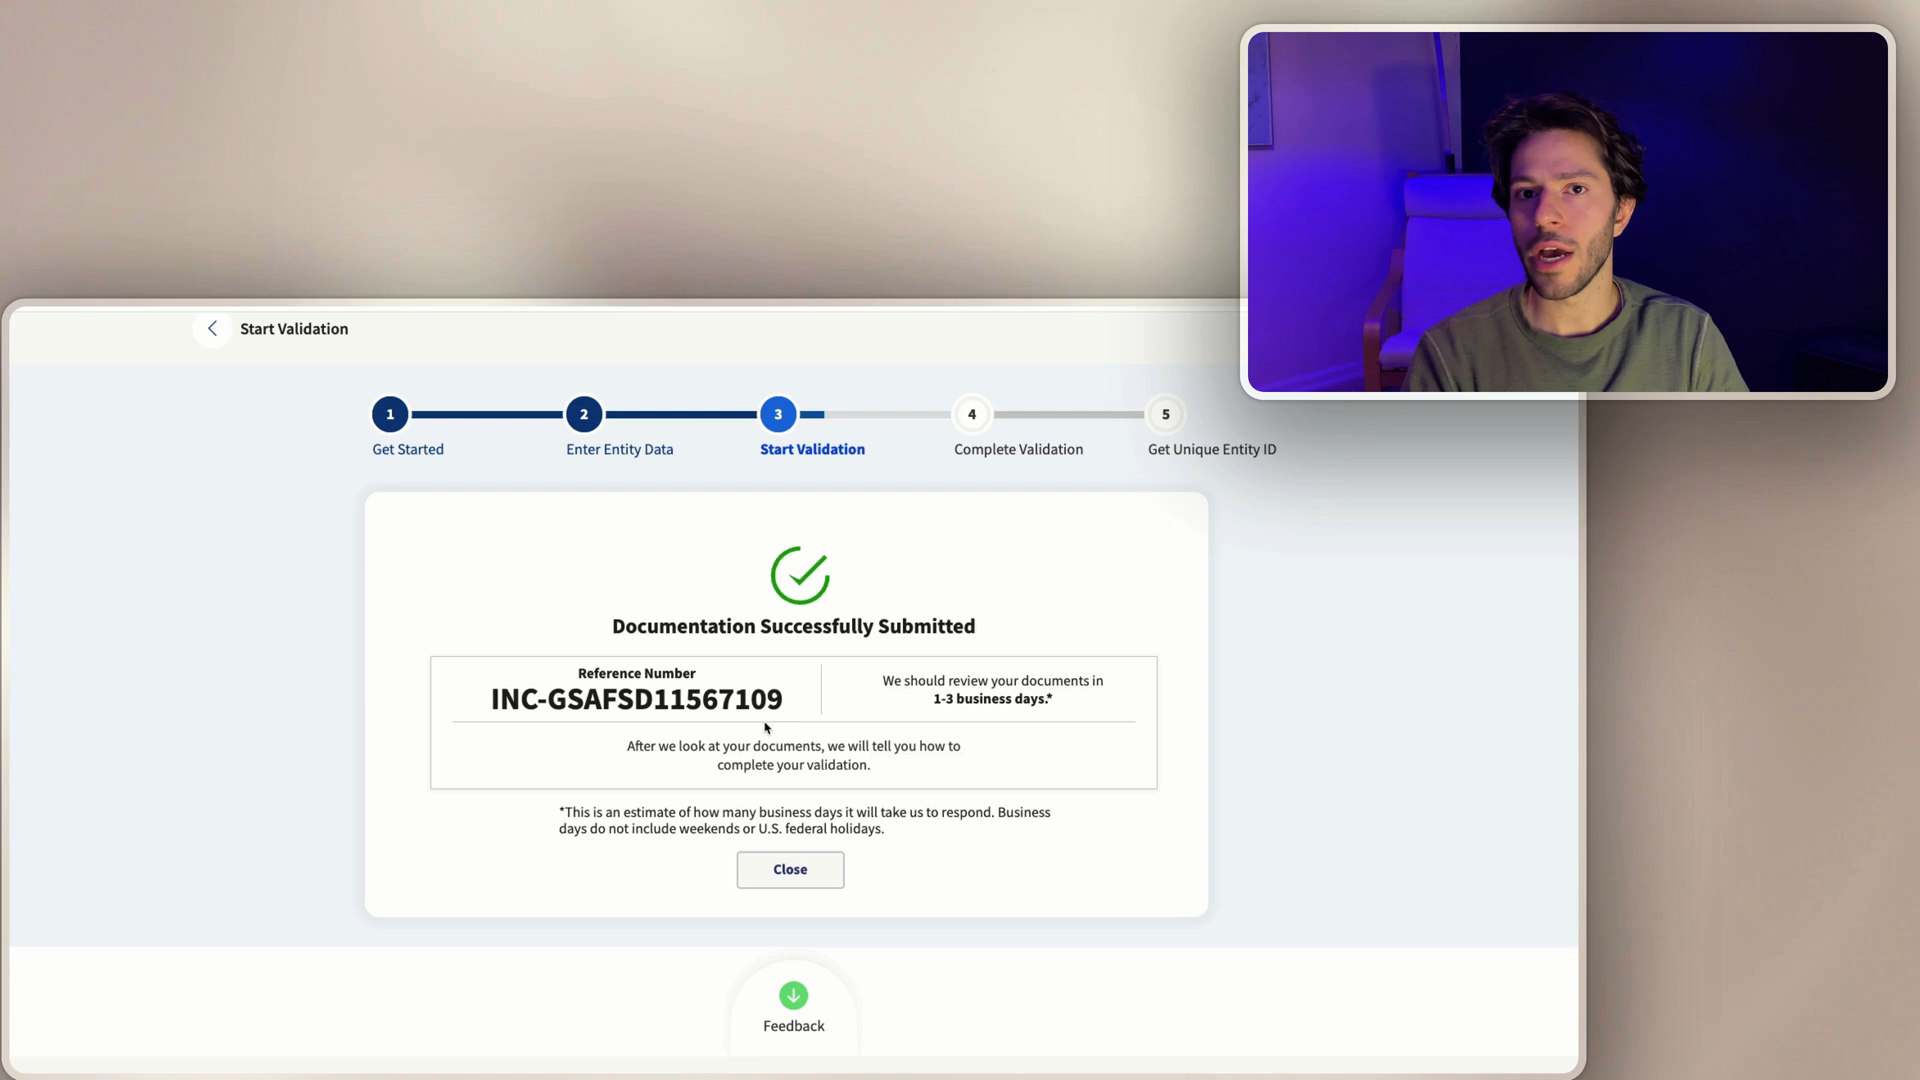 Start Validation
1
2
3
4
5
Get Started
Enter Entity Data
Start Validation
Complete Validation
Get Unique Entity ID
Documentation Successfully Submitted
Reference Number
INC-GSAFSD11567109
We should review your documents in
1-3 business days.*
After we look at your documents, we will tell you how to
complete your validation.
*This is an estimate of how many business days it will take us to respond. Business
days do not include weekends or U.S. federal holidays.
Close
Feedback